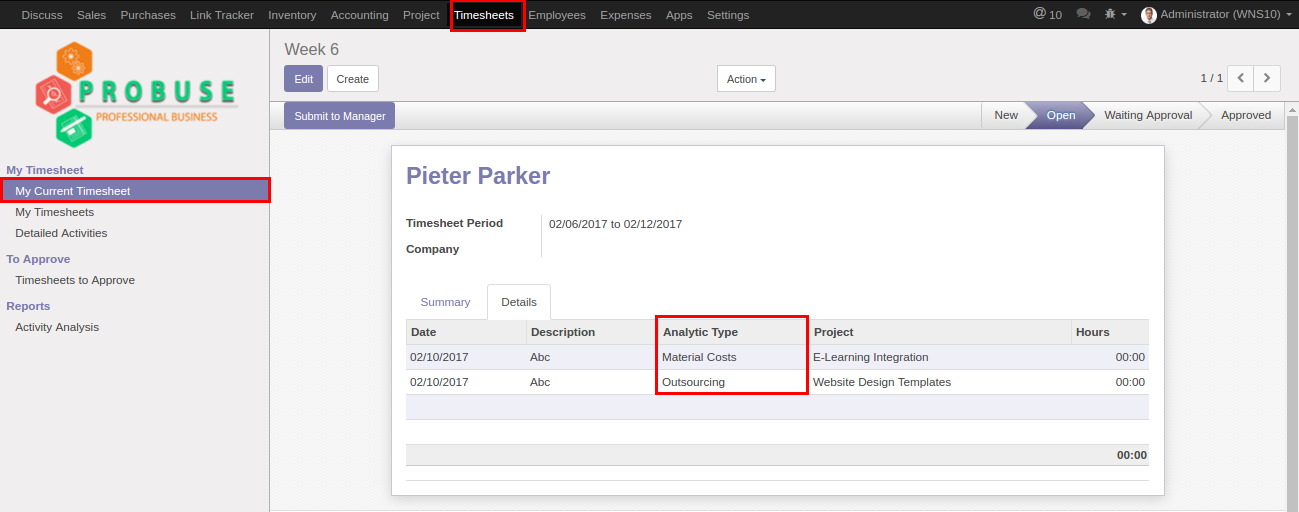 Discuss Sales Purchases Link Tracker Inventory Accounting Project Timesheets Employees Expenses Apps Settings @ 10 Administrator (WNS10)
PROBUSE
PROFESSIONAL BUSINESS
My Timesheet
My Current Timesheet
My Timesheets
Detailed Activities
To Approve
Timesheets to Approve
Reports
Activity Analysis
Week 6
Edit Create Action 1 / 1
Submit to Manager New Open Waiting Approval Approved
Pieter Parker
Timesheet Period 02/06/2017 to 02/12/2017
Company
Summary Details
Date Description Analytic Type Project Hours
02/10/2017 Abc Material Costs E-Learning Integration 00:00
02/10/2017 Abc Outsourcing Website Design Templates 00:00
00:00